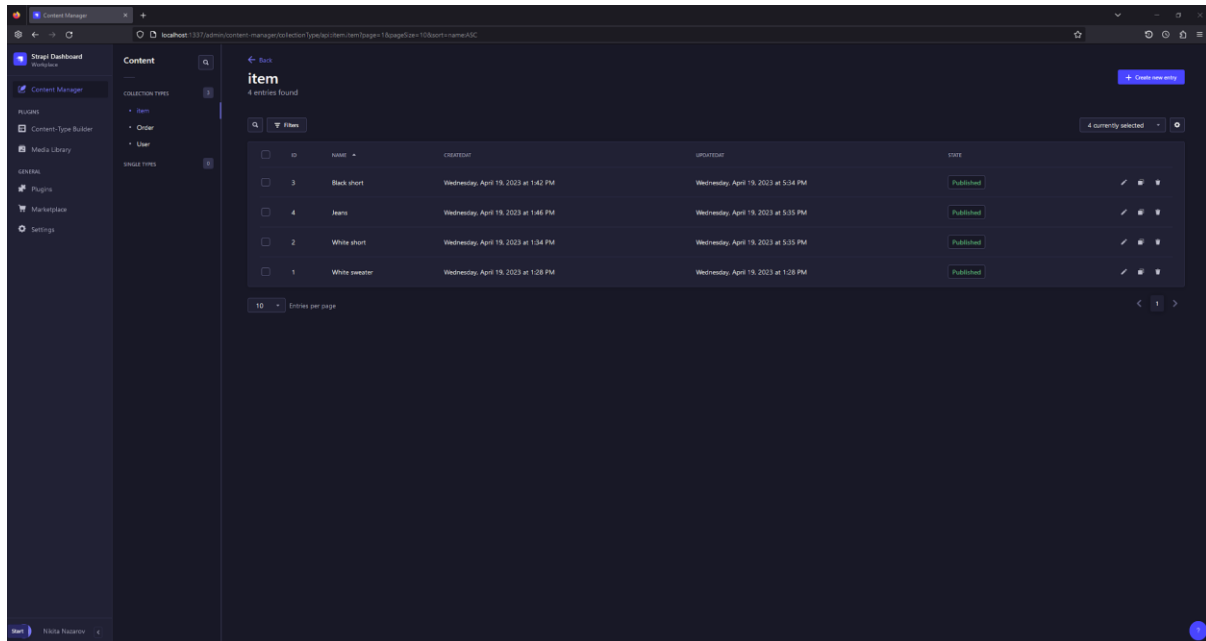 Content Manager
localhost:1337/admin/content-manager/collectionType/api::item.item?page=1&pageSize=10&sort=name:ASC
Strapi Dashboard
Workplace
Content Manager
PLUGINS
Content-Type Builder
Media Library
GENERAL
Plugins
Marketplace
Settings
Start
Nikita Nazarov
Content
COLLECTION TYPES
3
Item
Order
User
SINGLE TYPES
0
Back
item
4 entries found
Create new entry
Filters
4 currently selected
ID NAME CREATEDAT UPDATEDAT STATE
3 Black short Wednesday, April 19, 2023 at 1:42 PM Wednesday, April 19, 2023 at 5:34 PM Published
4 Jeans Wednesday, April 19, 2023 at 1:46 PM Wednesday, April 19, 2023 at 5:35 PM Published
2 White short Wednesday, April 19, 2023 at 1:34 PM Wednesday, April 19, 2023 at 5:35 PM Published
1 White sweater Wednesday, April 19, 2023 at 1:28 PM Wednesday, April 19, 2023 at 1:28 PM Published
10 Entries per page
1
?